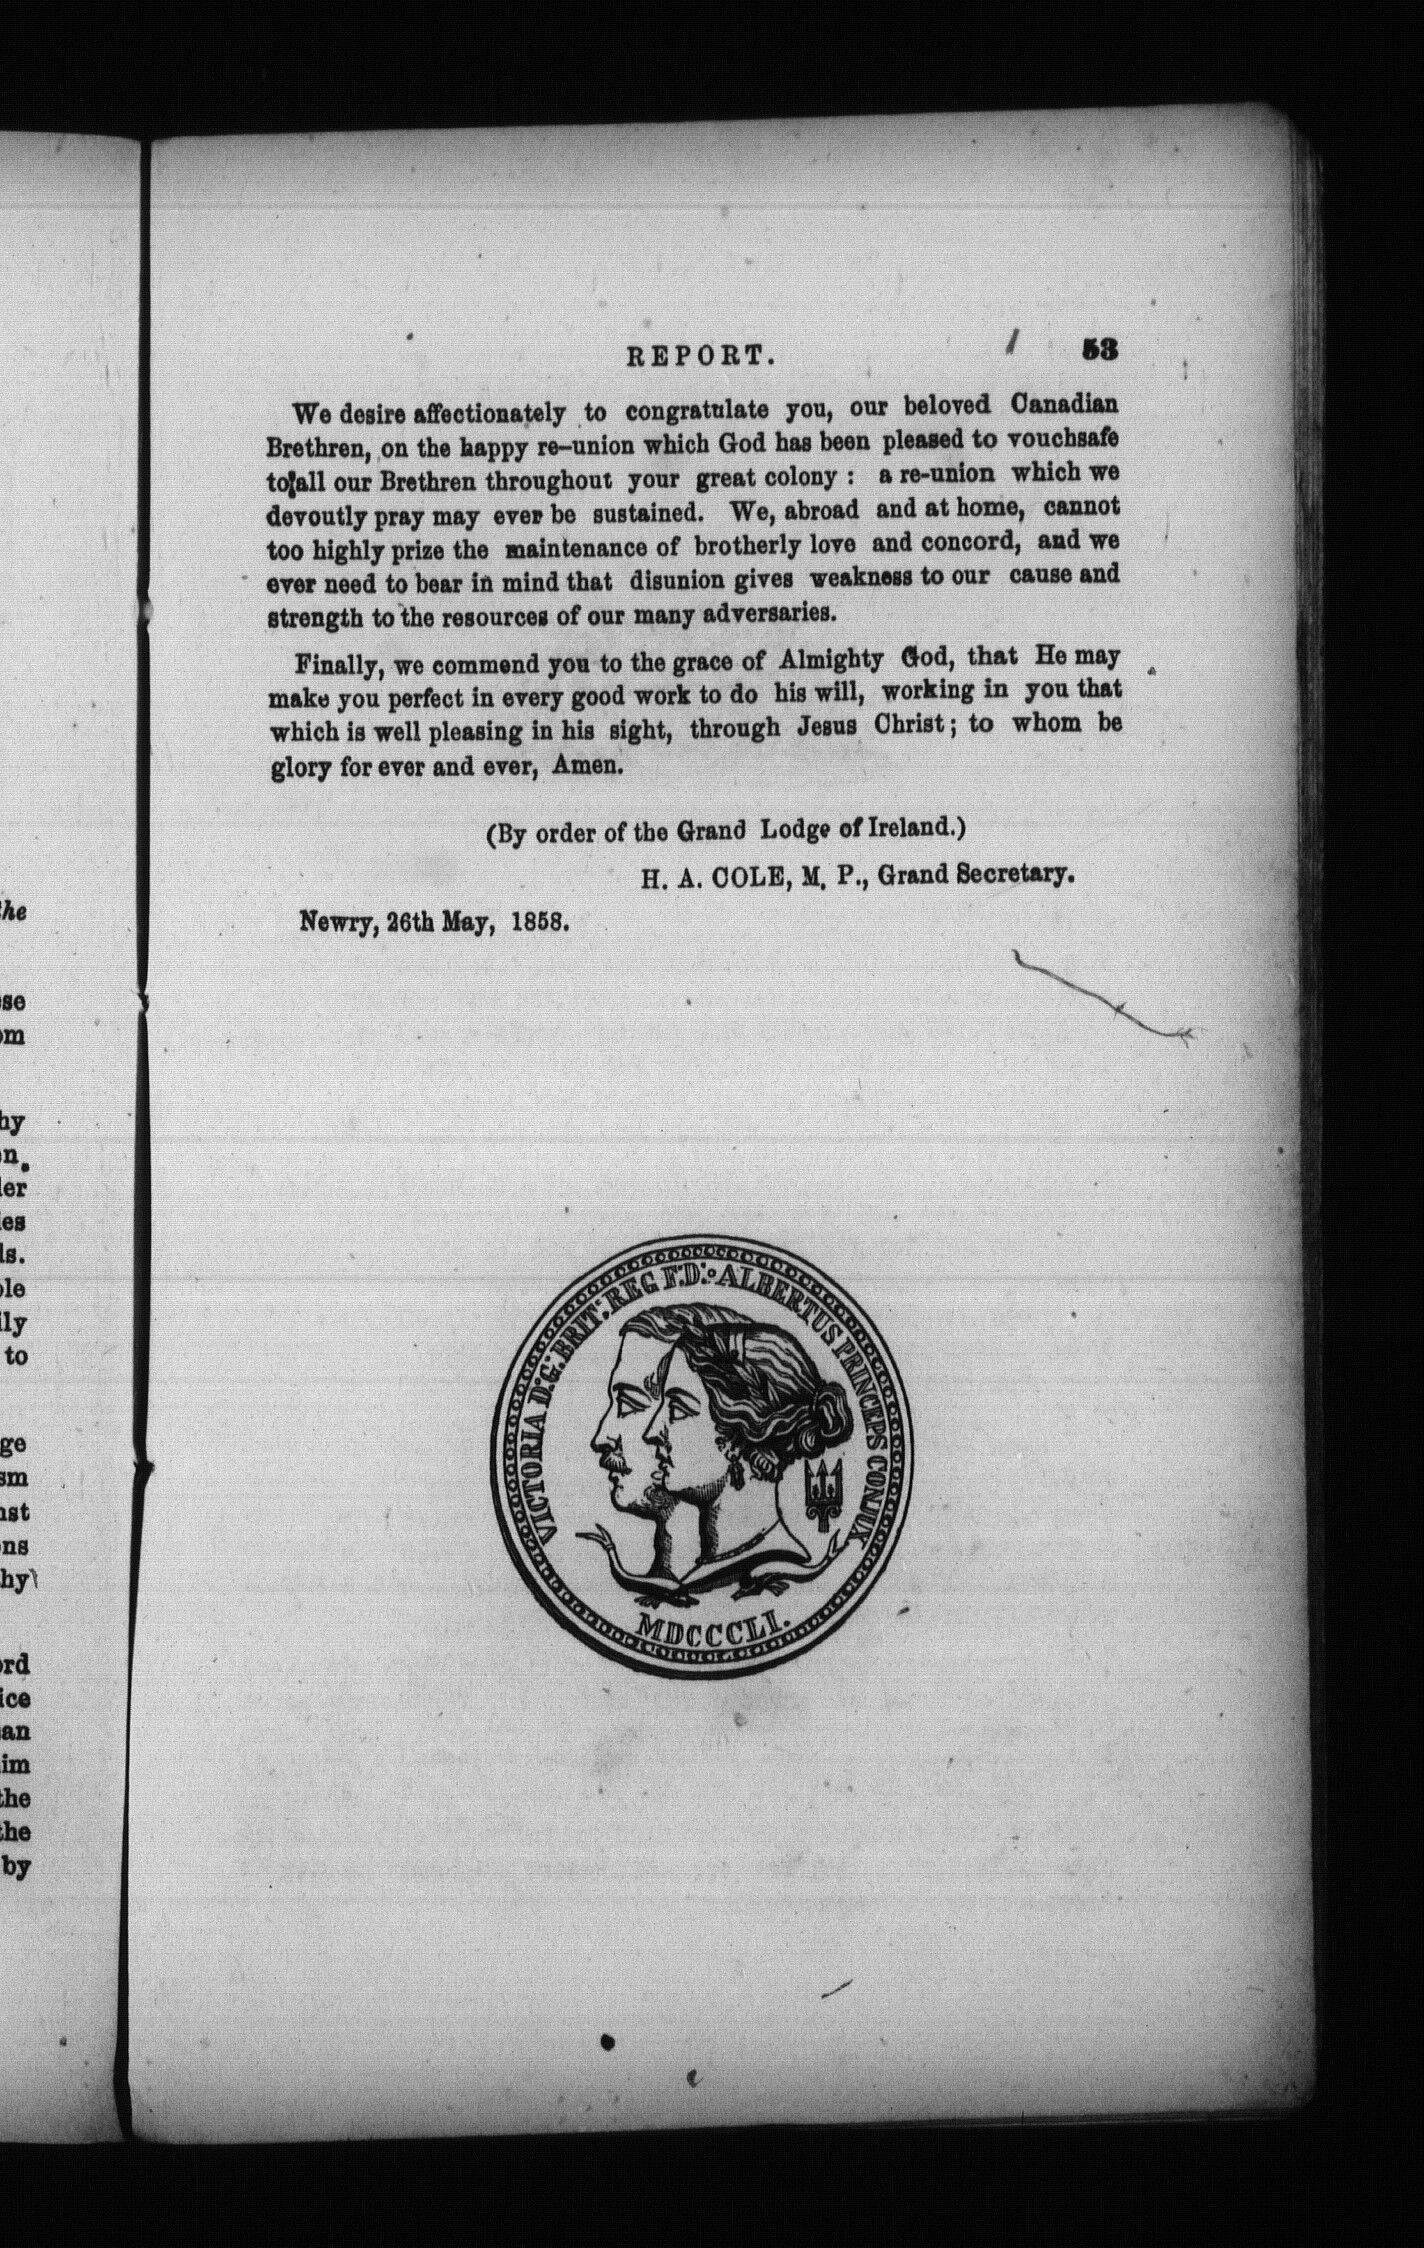 REPORT. 53
We desire affectionately to congratulate you, our beloved Canadian
Brethren, on the happy re-union which God has been pleased to vouchsafe
to all our Brethren throughout your great colony : a re-union which we
devoutly pray may ever be sustained. We, abroad and at home, cannot
too highly prize the maintenance of brotherly love and concord, and we
ever need to bear in mind that disunion gives weakness to our cause and
strength to the resources of our many adversaries.
Finally, we commend you to the grace of Almighty God, that He may
make you perfect in every good work to do his will, working in you that
which is well pleasing in his sight, through Jesus Christ; to whom be
glory for ever and ever, Amen.
(By order of the Grand Lodge of Ireland.)
H. A. COLE, M. P., Grand Secretary.
Newry, 26th May, 1858.
VICTORIA D:G:BRIT:REG F:D: ALBERTUS PRINCEPS CONJUX
MDCCCLI.
to
the
the
by